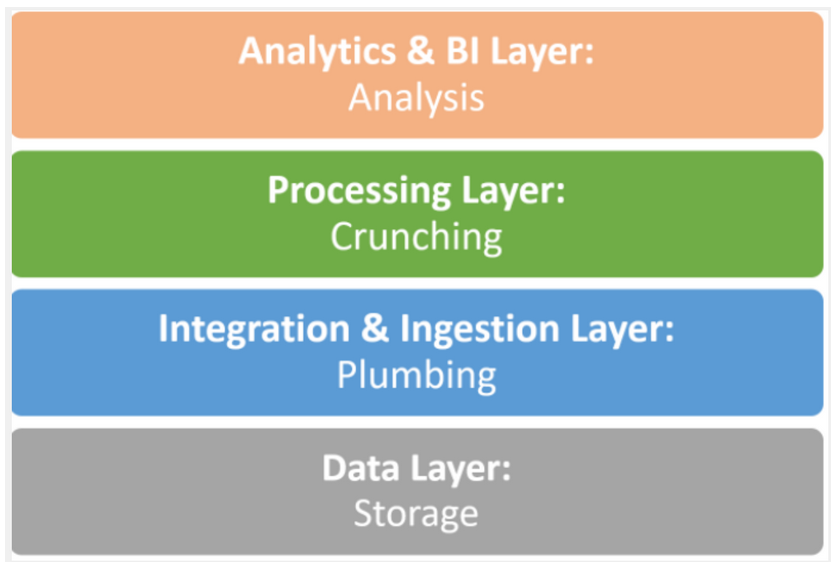 Analytics & BI Layer:
Analysis
Processing Layer:
Crunching
Integration & Ingestion Layer:
Plumbing
Data Layer:
Storage